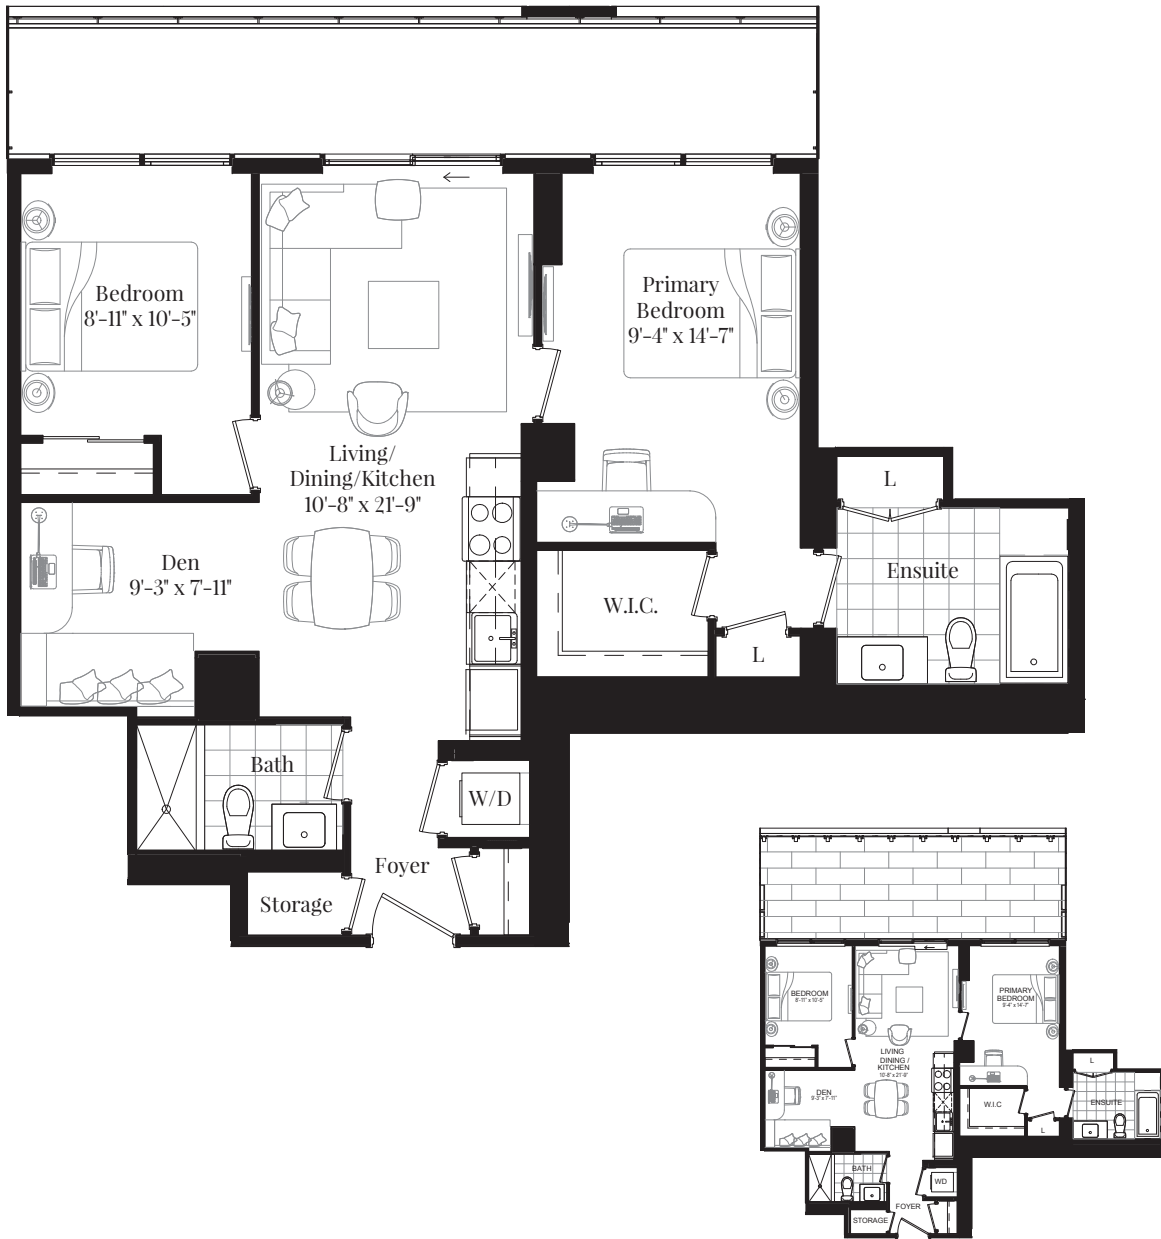 Bedroom
8'-11" x 10'-5"
Primary
Bedroom
9'-4" x 14'-7"
Living/
Dining/Kitchen
10'-8" x 21'-9"
L
Den
9'-3" x 7'-11"
Ensuite
W.I.C.
L
Bath
W/D
Foyer
Storage
BEDROOM
8'-11" x 10'-5"
PRIMARY
BEDROOM
9'-4" x 14'-7"
LIVING
DINING /
KITCHEN
10'-8" x 21'-9"
L
DEN
9'-3" x 7'-11"
W.I.C
ENSUITE
L
BATH
WD
FOYER
STORAGE